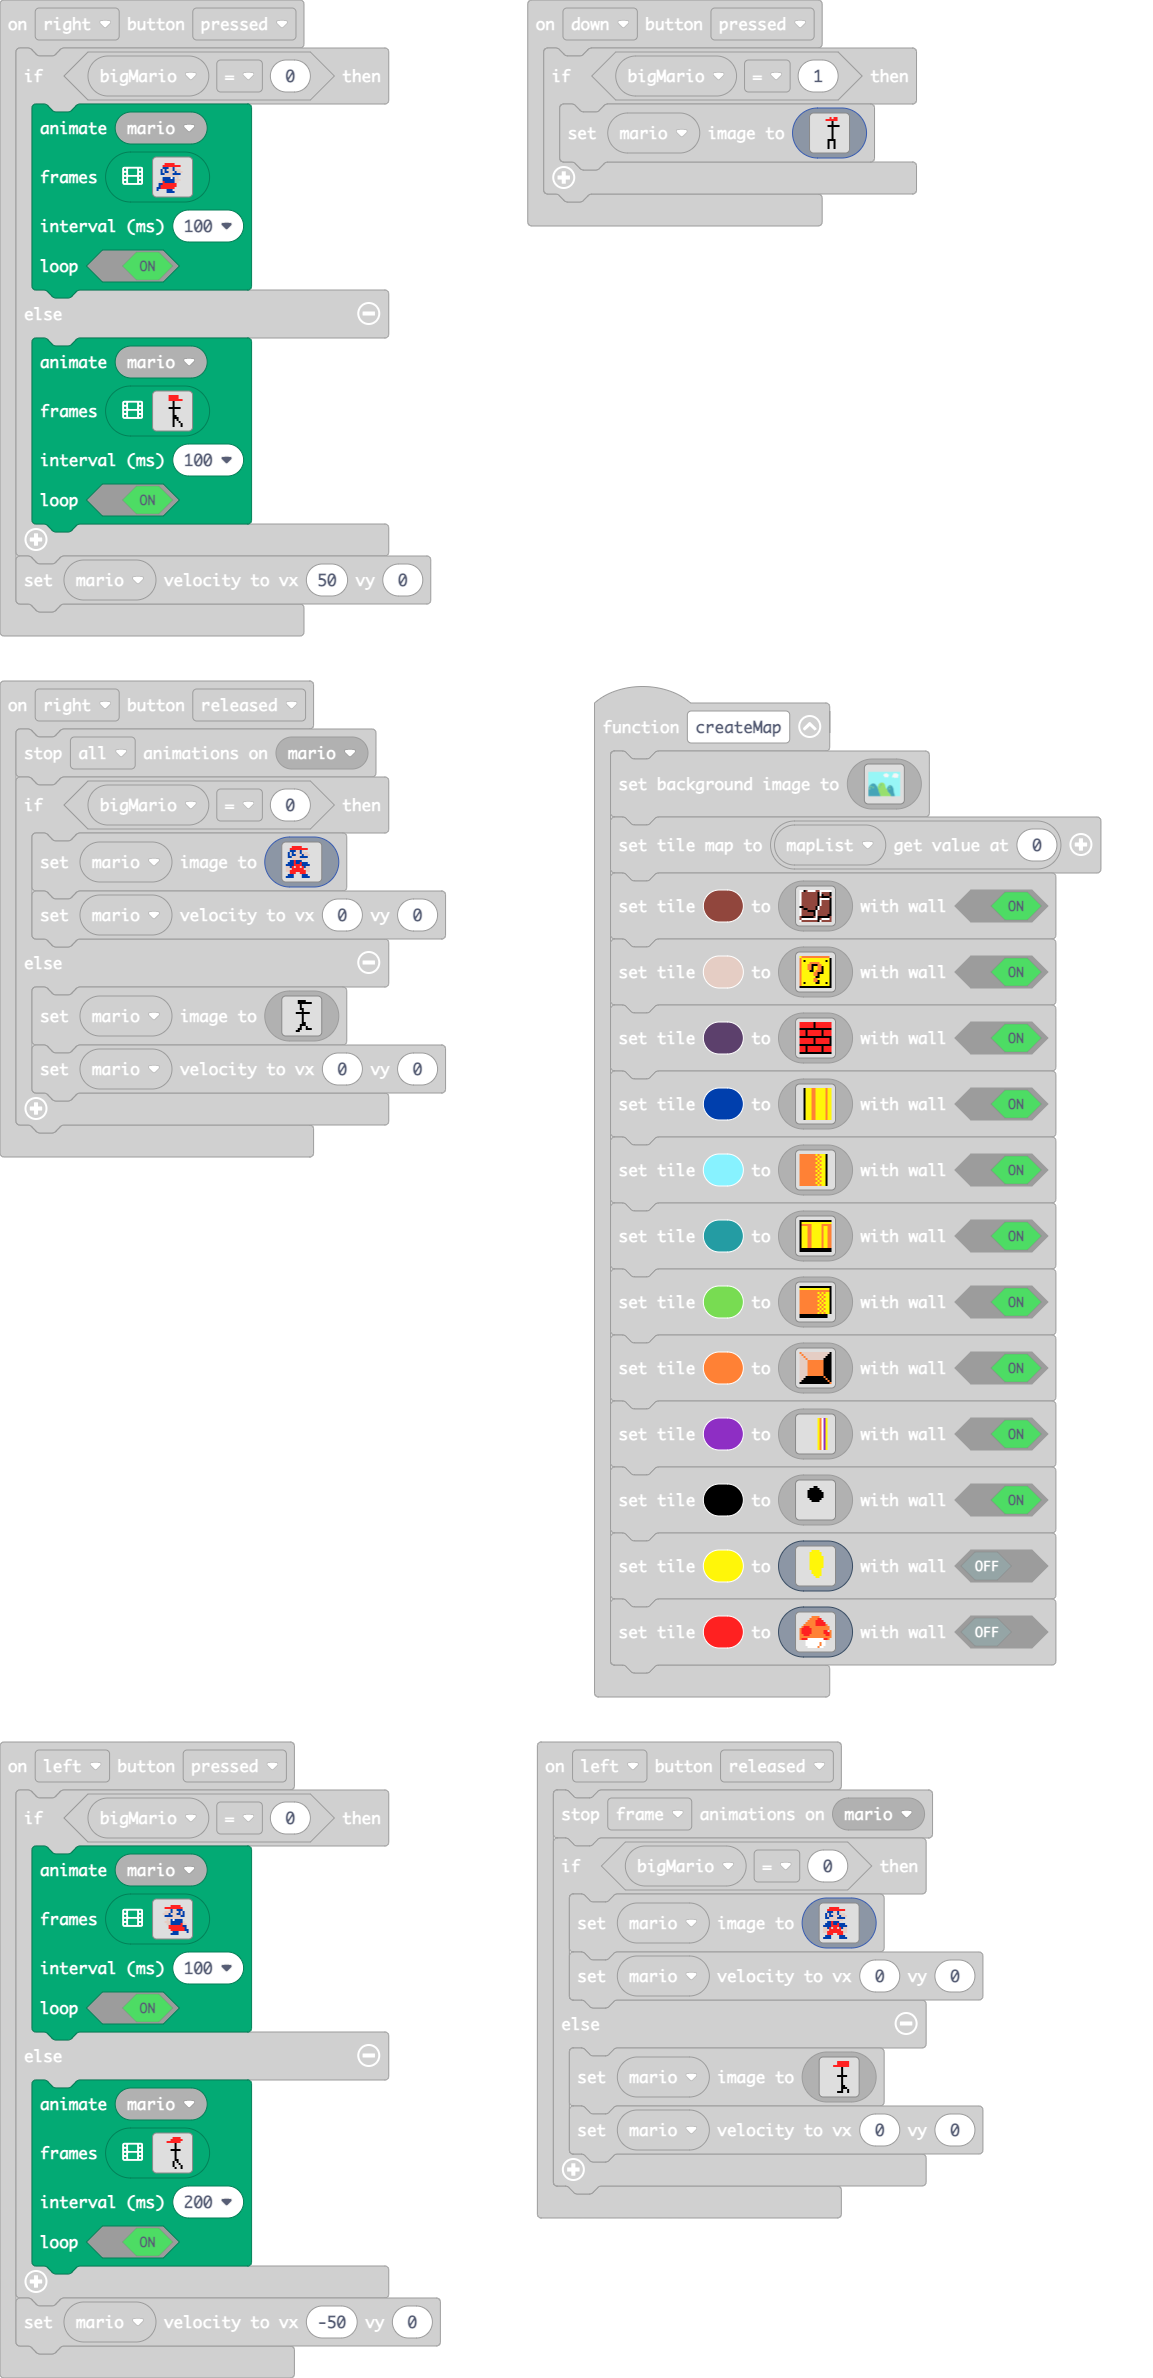 on right button pressed
if bigMario = 0 then
animate mario
frames
interval (ms) 100
loop ON
else
animate mario
frames
interval (ms) 100
loop ON
set mario velocity to vx 50 vy 0
on down button pressed
if bigMario = 1 then
set mario image to
on right button released
stop all animations on mario
if bigMario = 0 then
set mario image to
set mario velocity to vx 0 vy 0
else
set mario image to
set mario velocity to vx 0 vy 0
function createMap
set background image to
set tile map to mapList get value at 0
set tile to with wall ON
set tile to ? with wall ON
set tile to with wall ON
set tile to with wall ON
set tile to with wall ON
set tile to with wall ON
set tile to with wall ON
set tile to with wall ON
set tile to with wall ON
set tile to with wall ON
set tile to with wall OFF
set tile to with wall OFF
on left button pressed
if bigMario = 0 then
animate mario
frames
interval (ms) 100
loop ON
else
animate mario
frames
interval (ms) 200
loop ON
set mario velocity to vx -50 vy 0
on left button released
stop frame animations on mario
if bigMario = 0 then
set mario image to
set mario velocity to vx 0 vy 0
else
set mario image to
set mario velocity to vx 0 vy 0